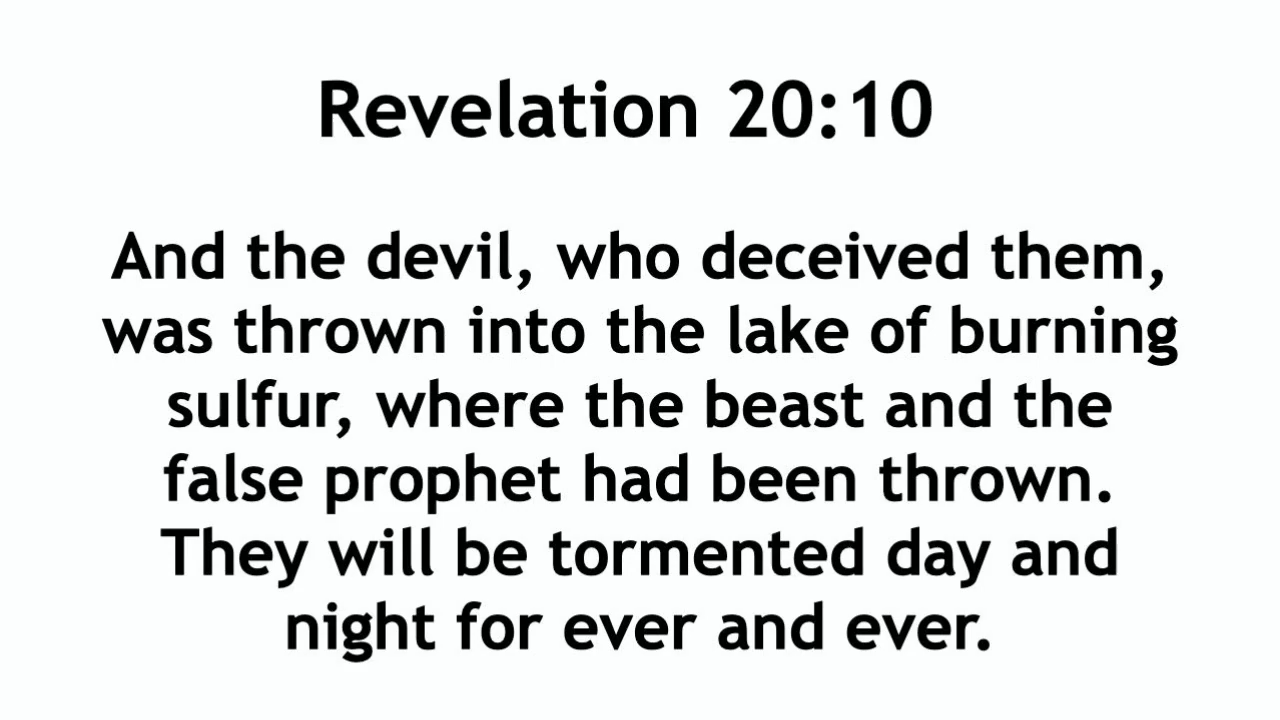 Revelation 20:10
And the devil, who deceived them,
was thrown into the lake of burning
sulfur, where the beast and the
false prophet had been thrown.
They will be tormented day and
night for ever and ever.